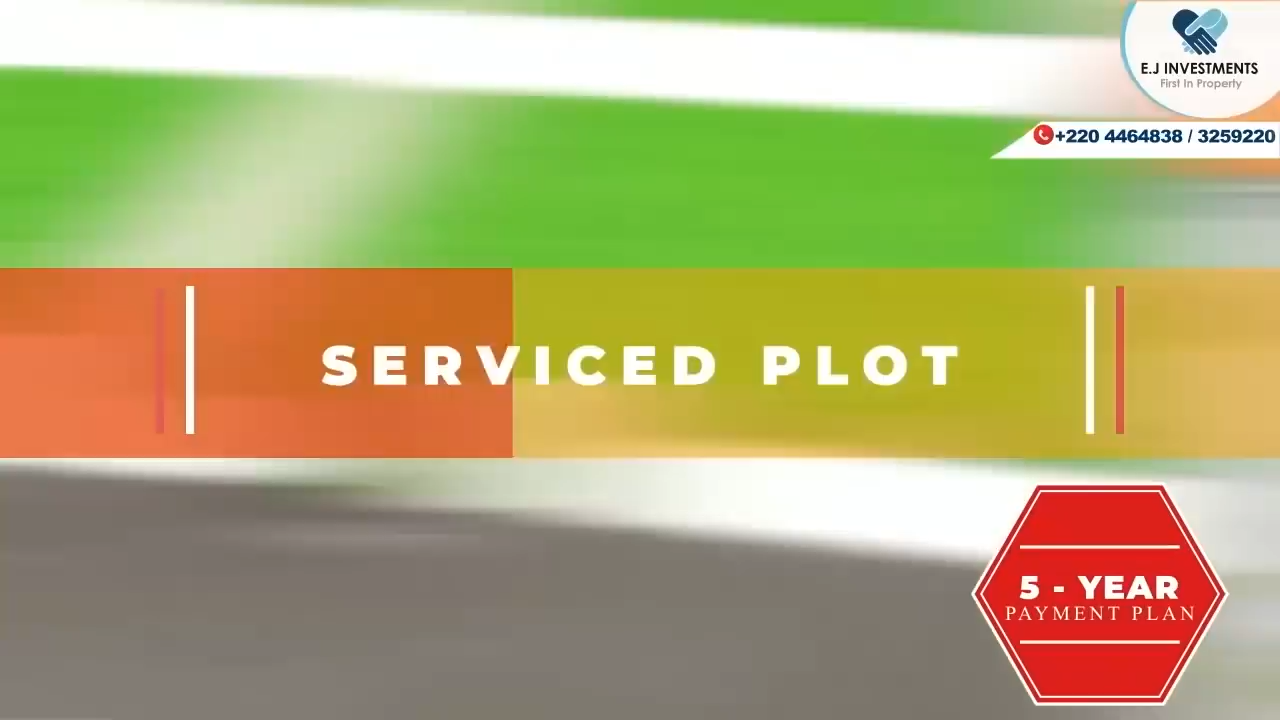 E.J INVESTMENTS
First In Property
+220 4464838 / 3259220
SERVICED PLOT
5 - YEAR
PAYMENT PLAN